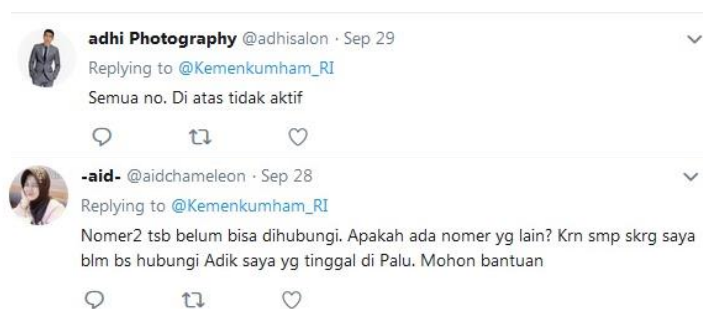 adhi Photography @adhisalon · Sep 29
Replying to @Kemenkumham_RI
Semua no. Di atas tidak aktif
-aid- @aidchameleon · Sep 28
Replying to @Kemenkumham_RI
Nomer2 tsb belum bisa dihubungi. Apakah ada nomer yg lain? Krn smp skrg saya
blm bs hubungi Adik saya yg tinggal di Palu. Mohon bantuan